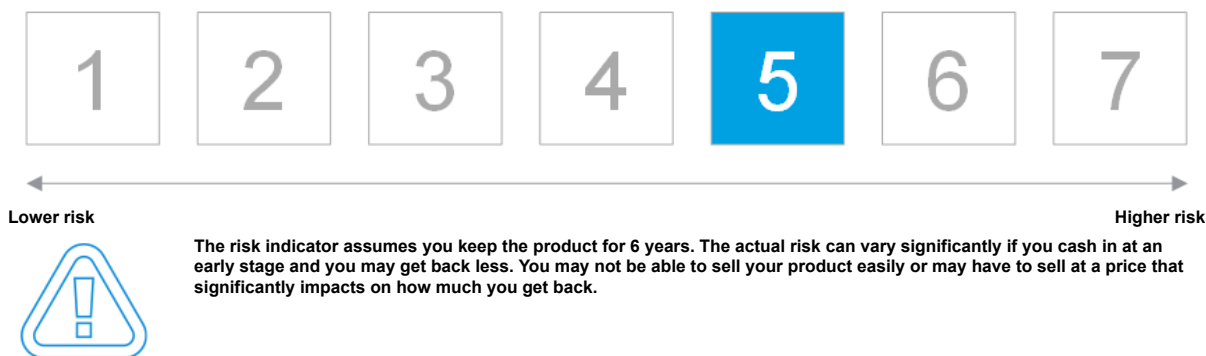 1 2 3 4 5 6 7
Lower risk Higher risk
The risk indicator assumes you keep the product for 6 years. The actual risk can vary significantly if you cash in at an
early stage and you may get back less. You may not be able to sell your product easily or may have to sell at a price that
significantly impacts on how much you get back.